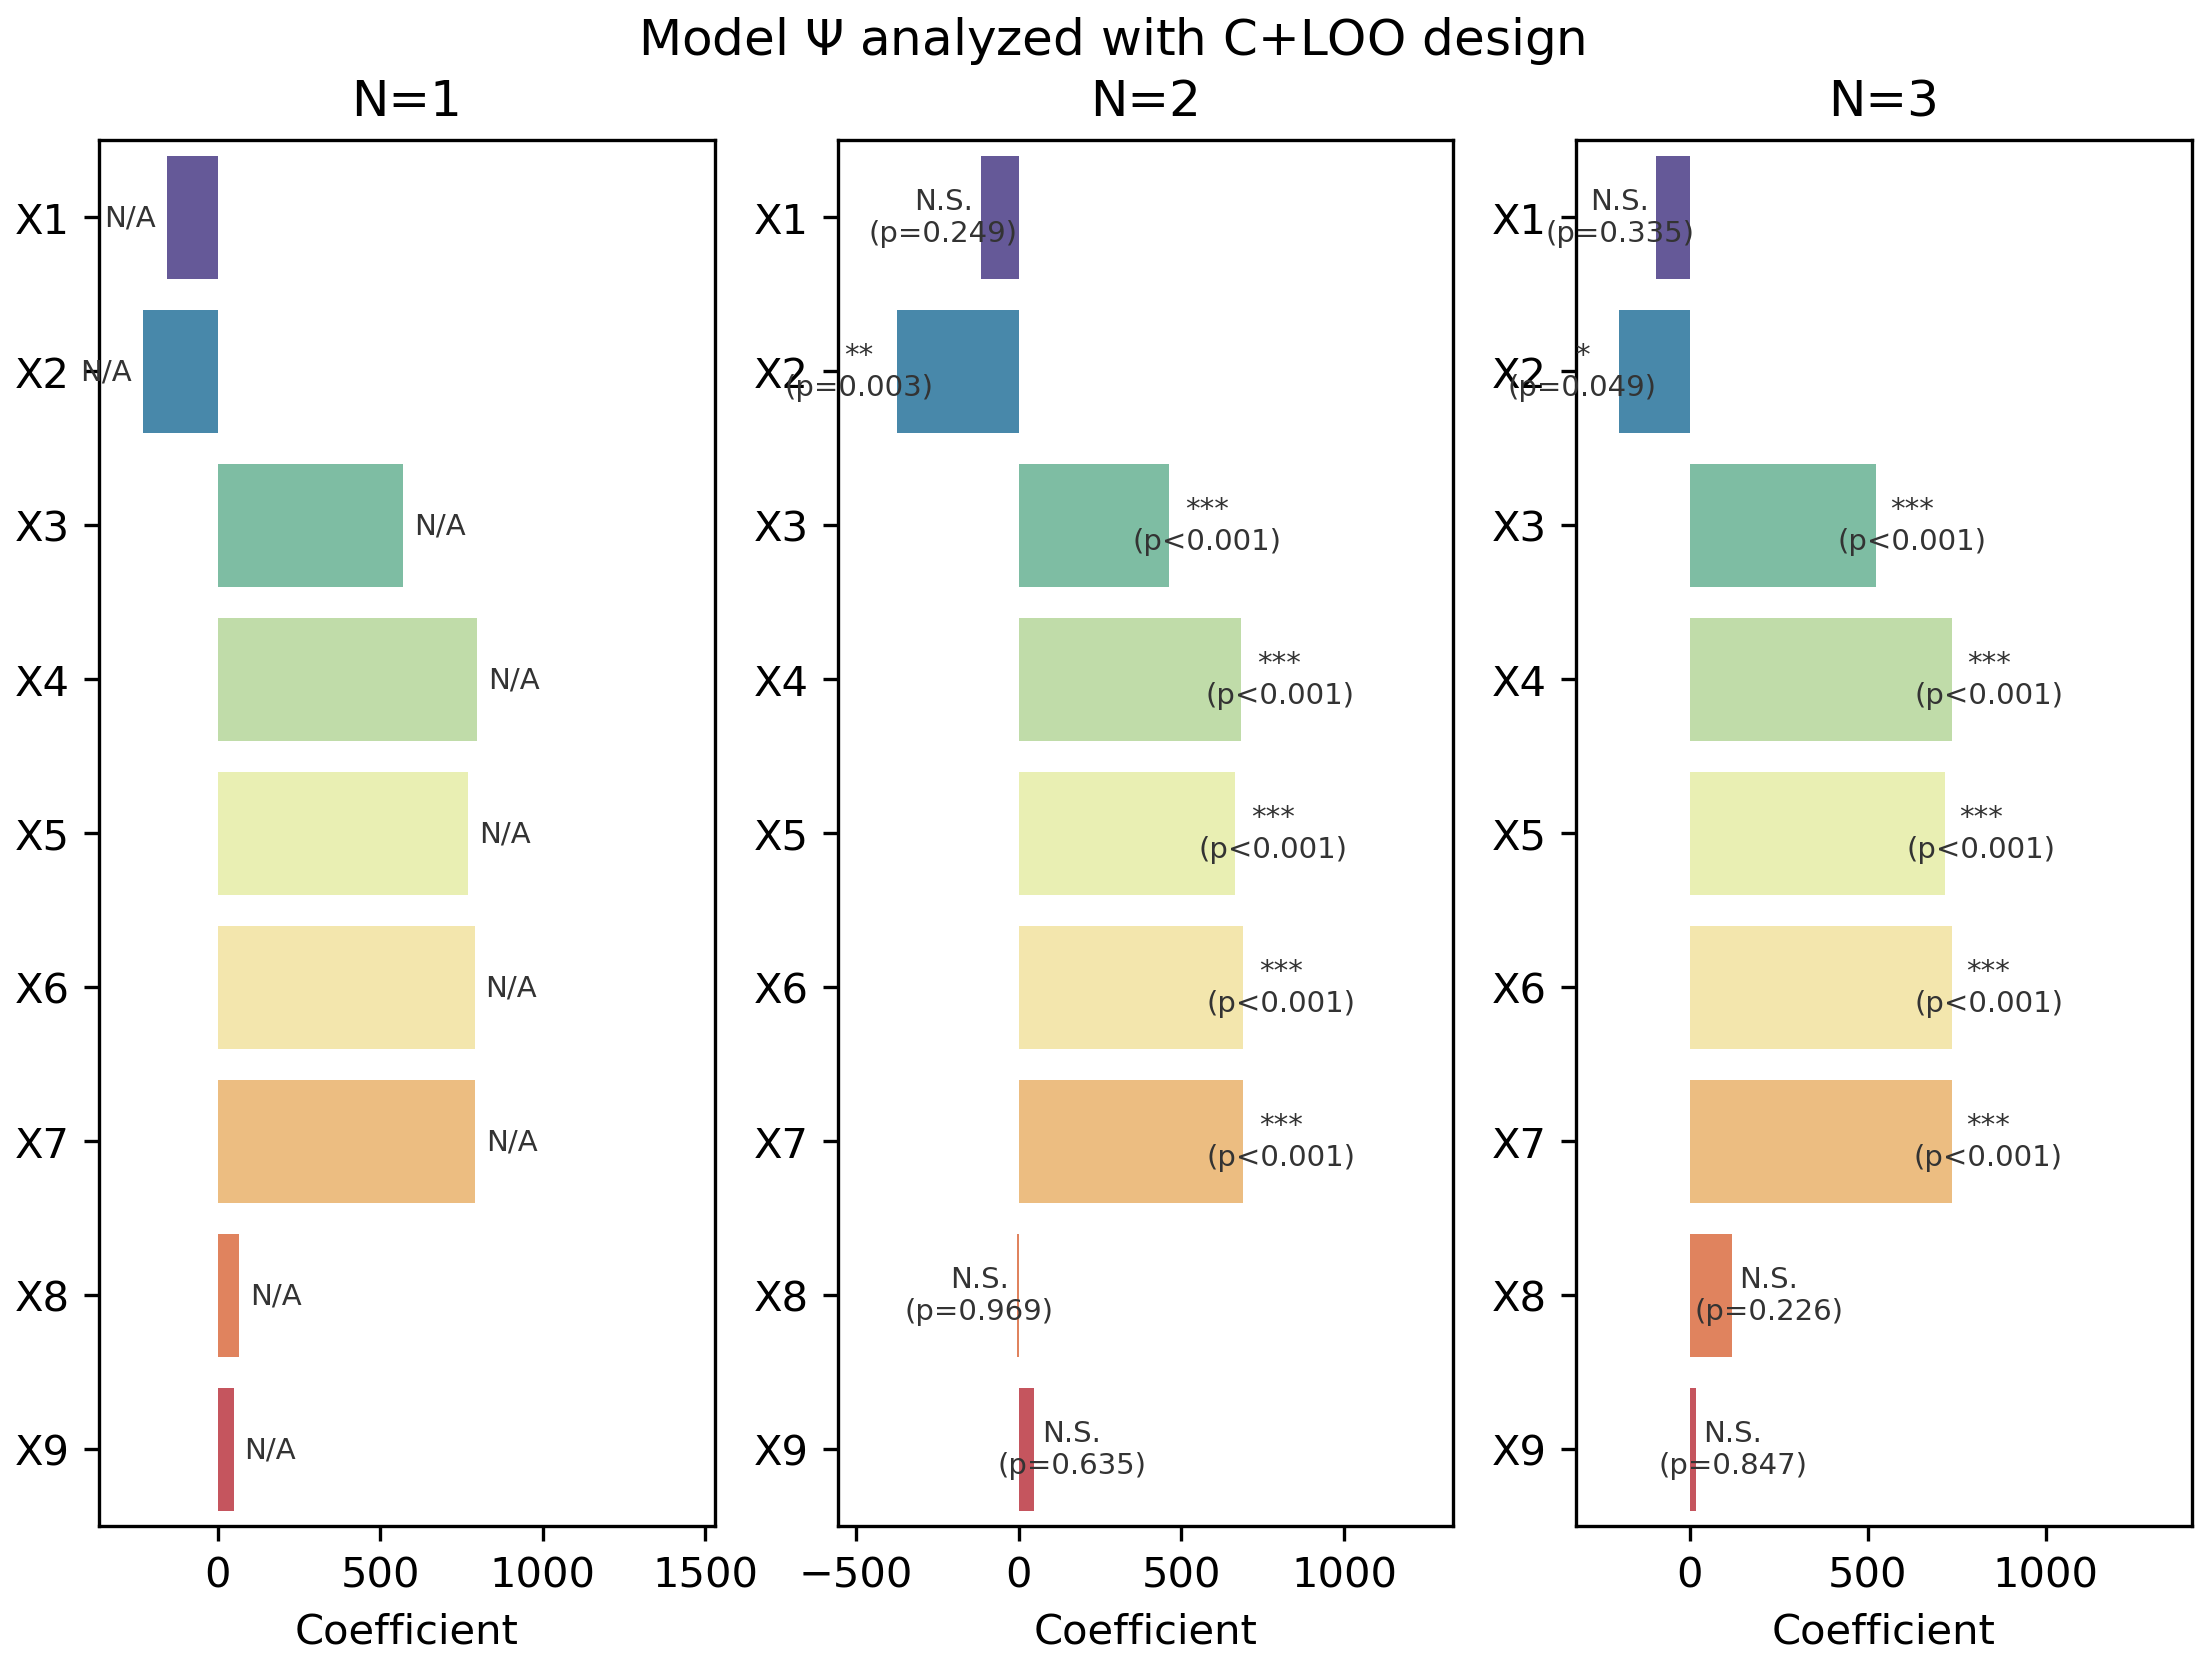 Model Ψ analyzed with C+LOO design
N=1
X1
N/A
X2
N/A
X3
N/A
X4
N/A
X5
N/A
X6
N/A
X7
N/A
X8
N/A
X9
N/A
0
500
1000
1500
Coefficient
N=2
X1
N.S.
(p=0.249)
X2
**
(p=0.003)
X3
***
(p<0.001)
X4
***
(p<0.001)
X5
***
(p<0.001)
X6
***
(p<0.001)
X7
***
(p<0.001)
X8
N.S.
(p=0.969)
X9
N.S.
(p=0.635)
−500
0
500
1000
Coefficient
N=3
X1
N.S.
(p=0.335)
X2
*
(p=0.049)
X3
***
(p<0.001)
X4
***
(p<0.001)
X5
***
(p<0.001)
X6
***
(p<0.001)
X7
***
(p<0.001)
X8
N.S.
(p=0.226)
X9
N.S.
(p=0.847)
0
500
1000
Coefficient